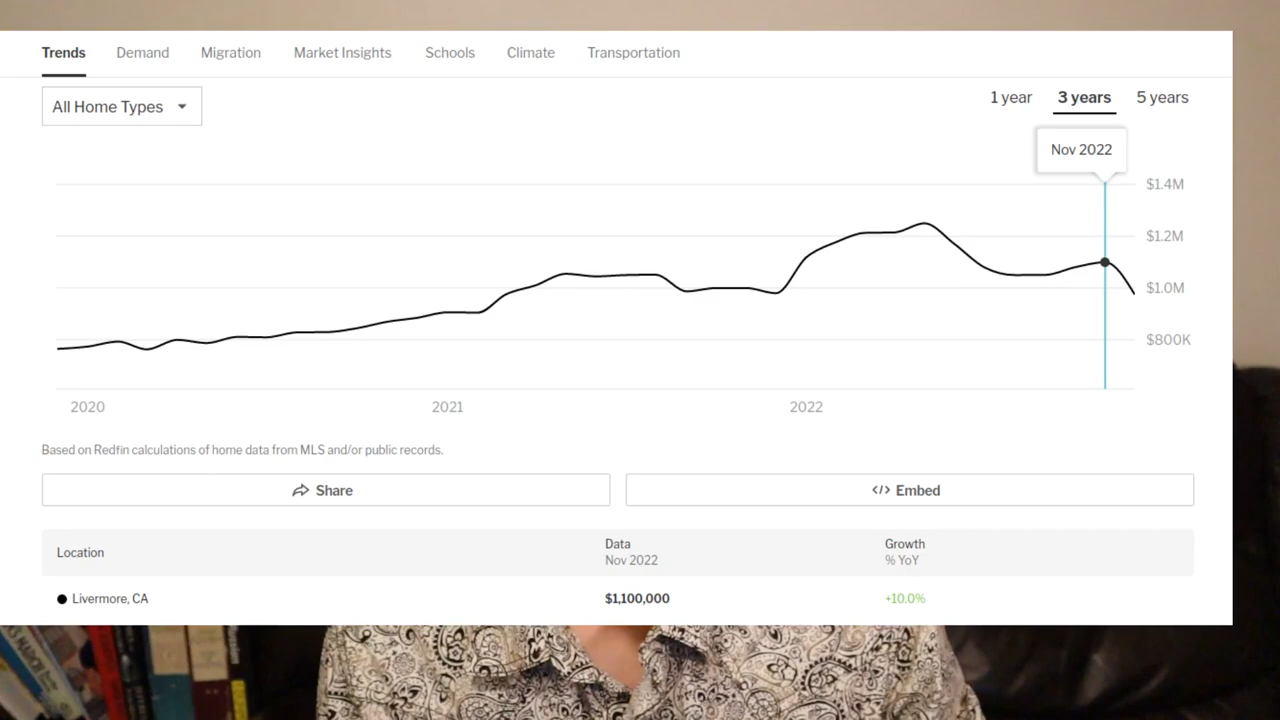 Trends Demand Migration Market Insights Schools Climate Transportation
All Home Types
1 year 3 years 5 years
Nov 2022
$1.4M
$1.2M
$1.0M
$800K
2020 2021 2022
Based on Redfin calculations of home data from MLS and/or public records.
Share
Embed
Location Data Growth
Nov 2022 % YoY
Livermore, CA $1,100,000 +10.0%